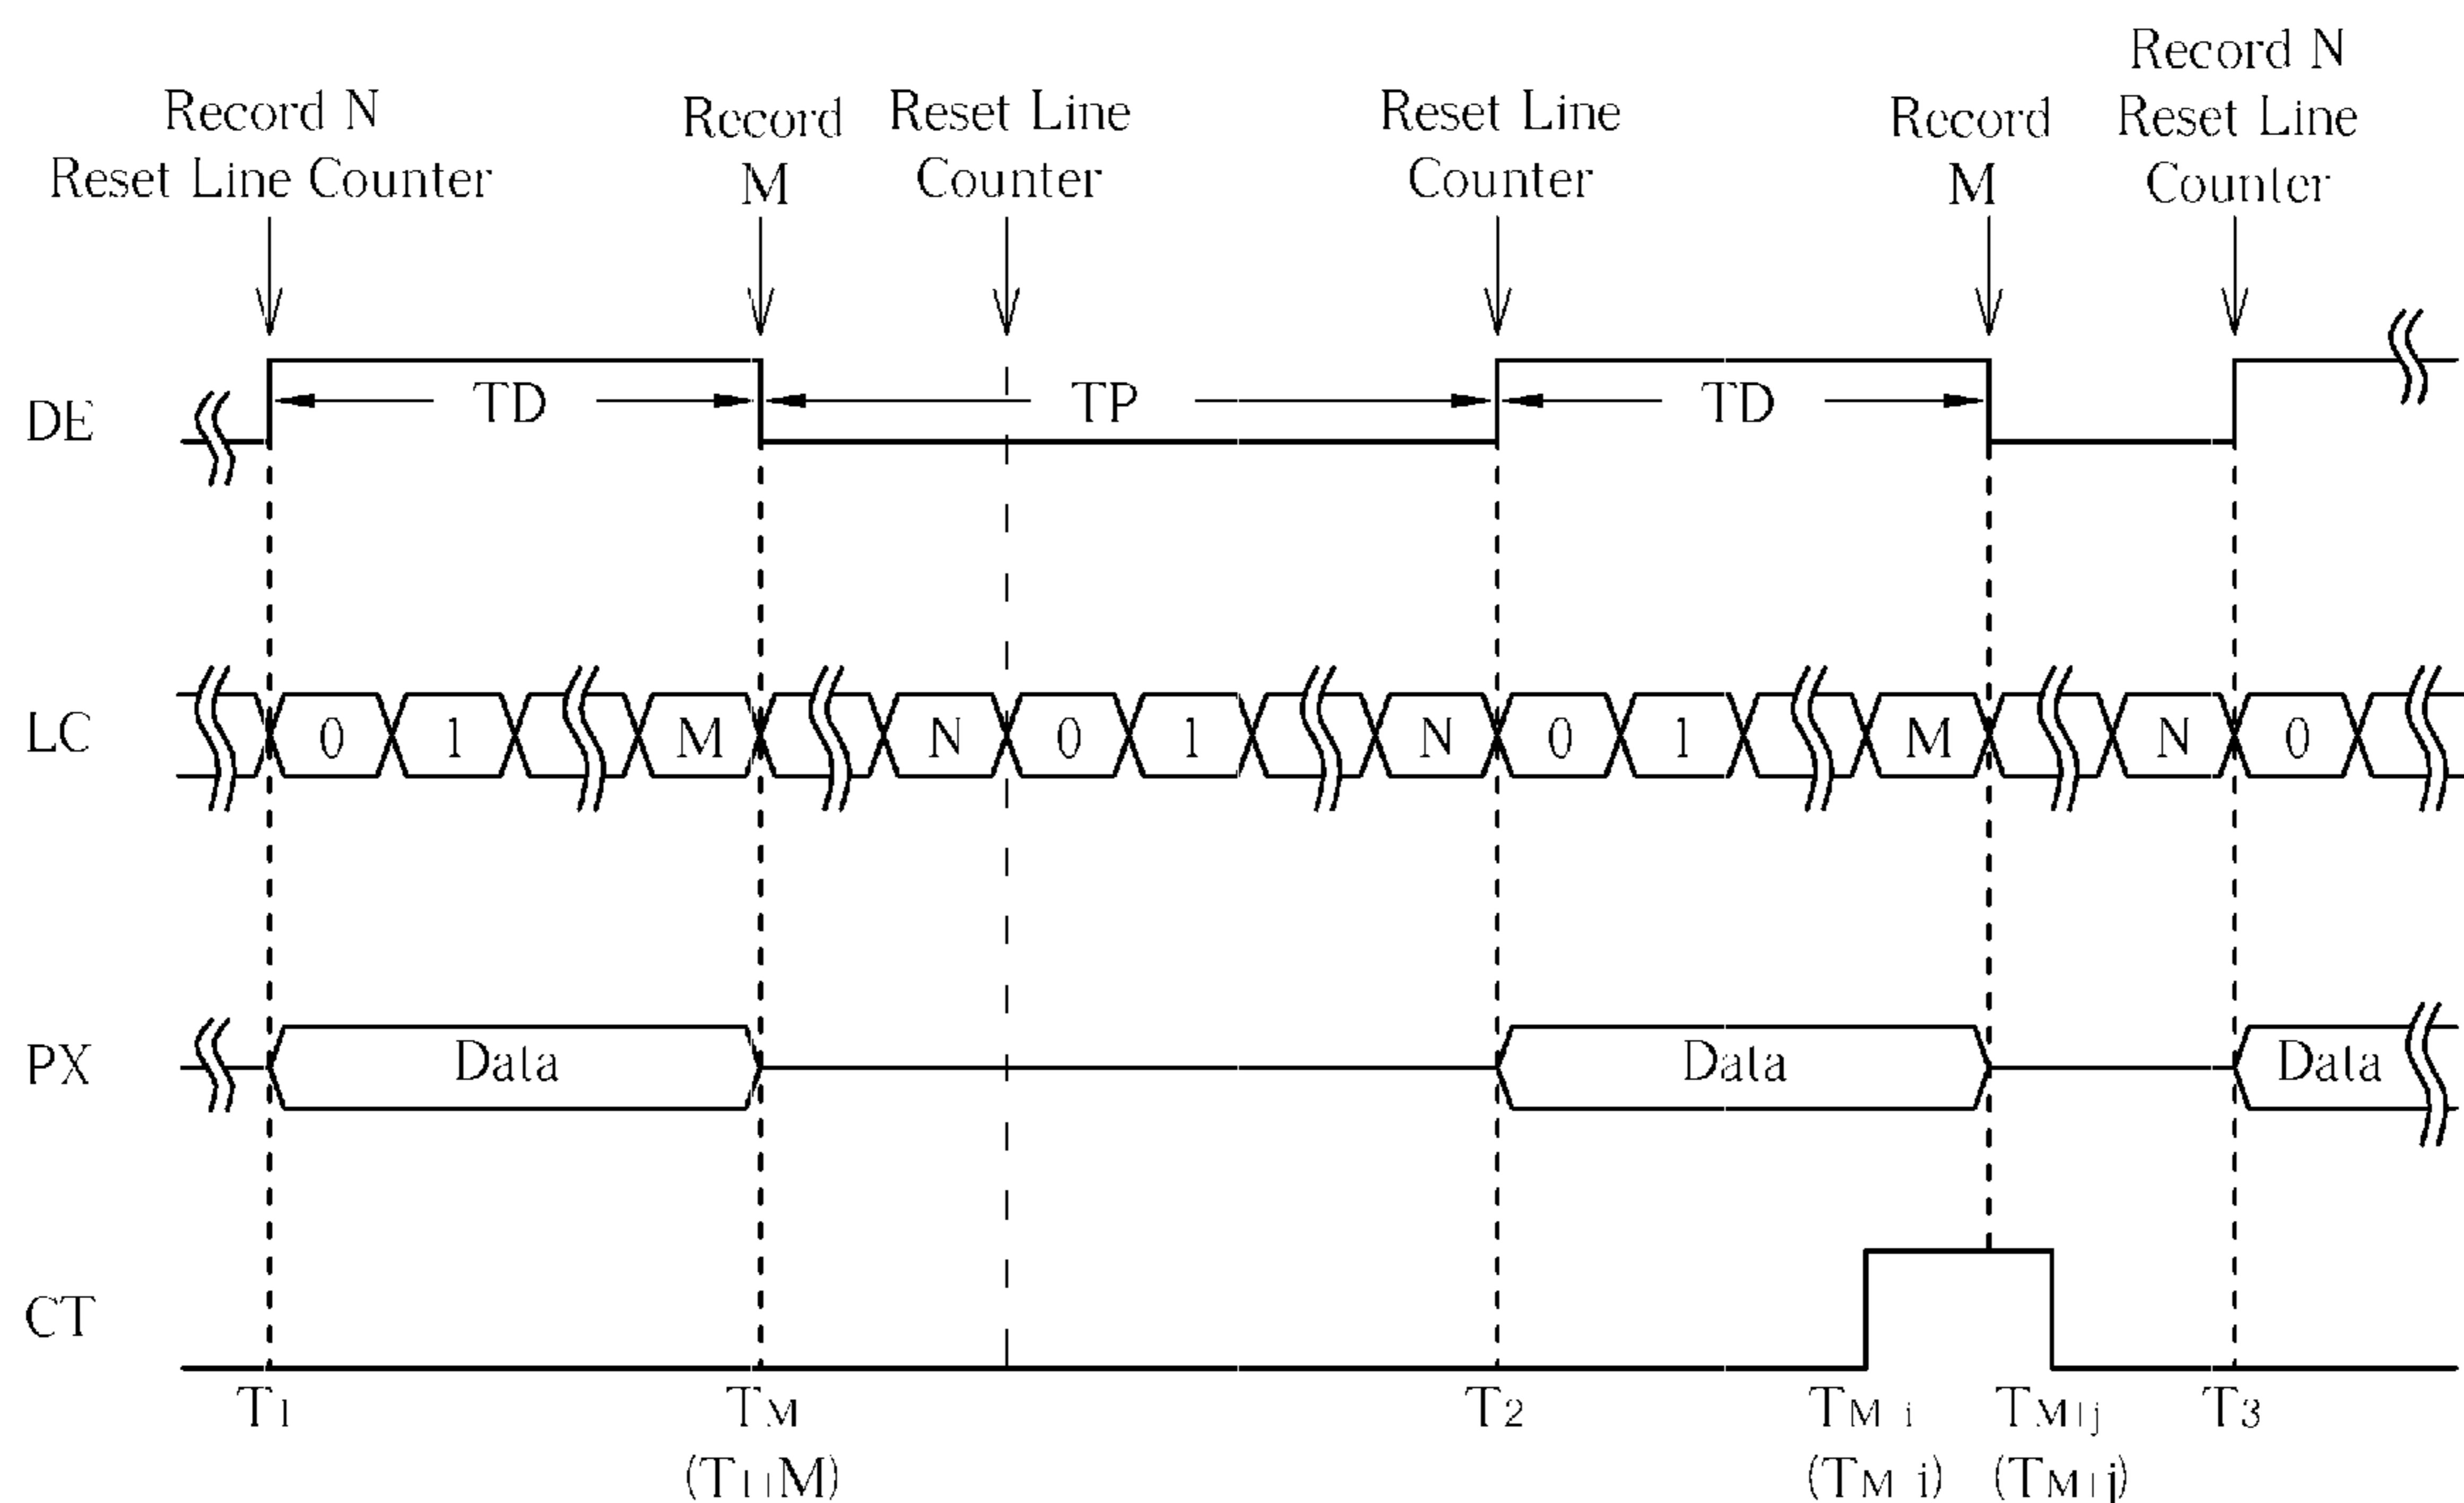 Record N
Reset Line Counter
Record
M
Reset Line
Counter
Reset Line
Counter
Record
M
Record N
Reset Line
Counter
DE
TD
TP
TD
LC
0 1 M N 0 1 N 0 1 M N 0
PX
Data
Data
Data
CT
T1
TM
T2
TM-i
TM+j
T3
(T1+M)
(TM-i)
(TM+j)